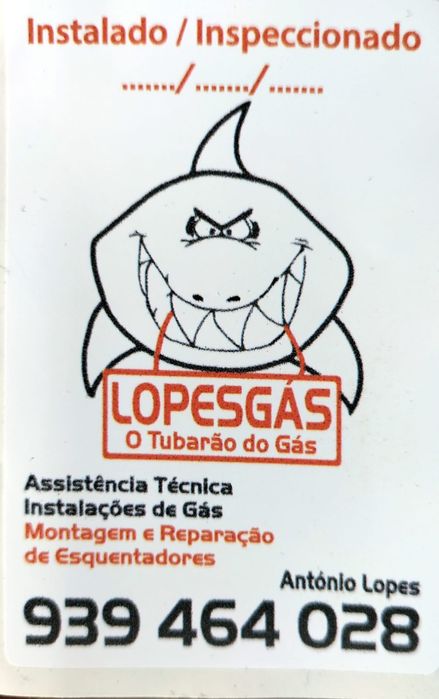 Instalado / Inspeccionado
......./......./.......
LOPESGÁS
O Tubarão do Gás
Assistência Técnica
Instalações de Gás
Montagem e Reparação
de Esquentadores
António Lopes
939 464 028